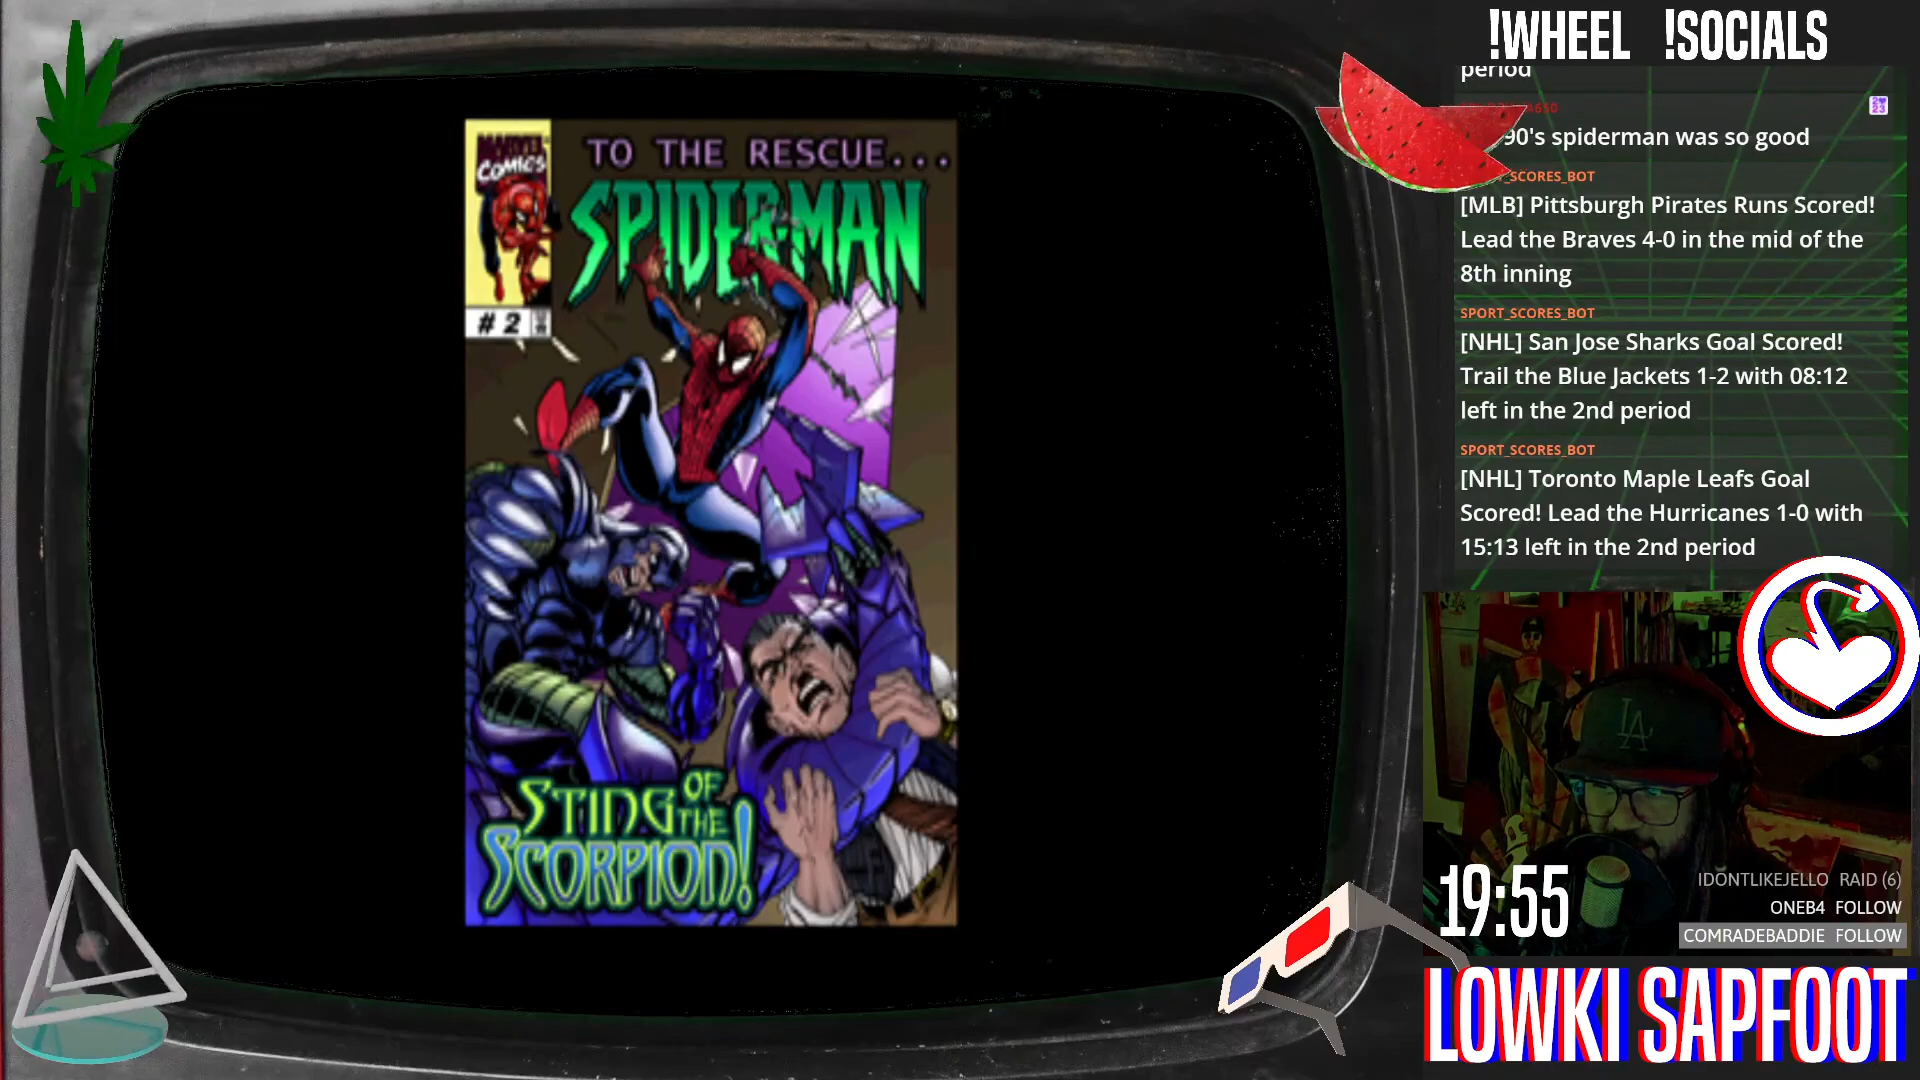 !WHEEL !SOCIALS
period
90's spiderman was so good
_SCORES_BOT
[MLB] Pittsburgh Pirates Runs Scored!
Lead the Braves 4-0 in the mid of the
8th inning
SPORT_SCORES_BOT
[NHL] San Jose Sharks Goal Scored!
Trail the Blue Jackets 1-2 with 08:12
left in the 2nd period
SPORT_SCORES_BOT
[NHL] Toronto Maple Leafs Goal
Scored! Lead the Hurricanes 1-0 with
15:13 left in the 2nd period
MARVEL
COMICS
TO THE RESCUE...
SPIDER-MAN
#2
STING OF THE
SCORPION!
LA
19:55
IDONTLIKEJELLO RAID (6)
ONEB4 FOLLOW
COMRADEBADDIE FOLLOW
LOWKI SAPFOOT